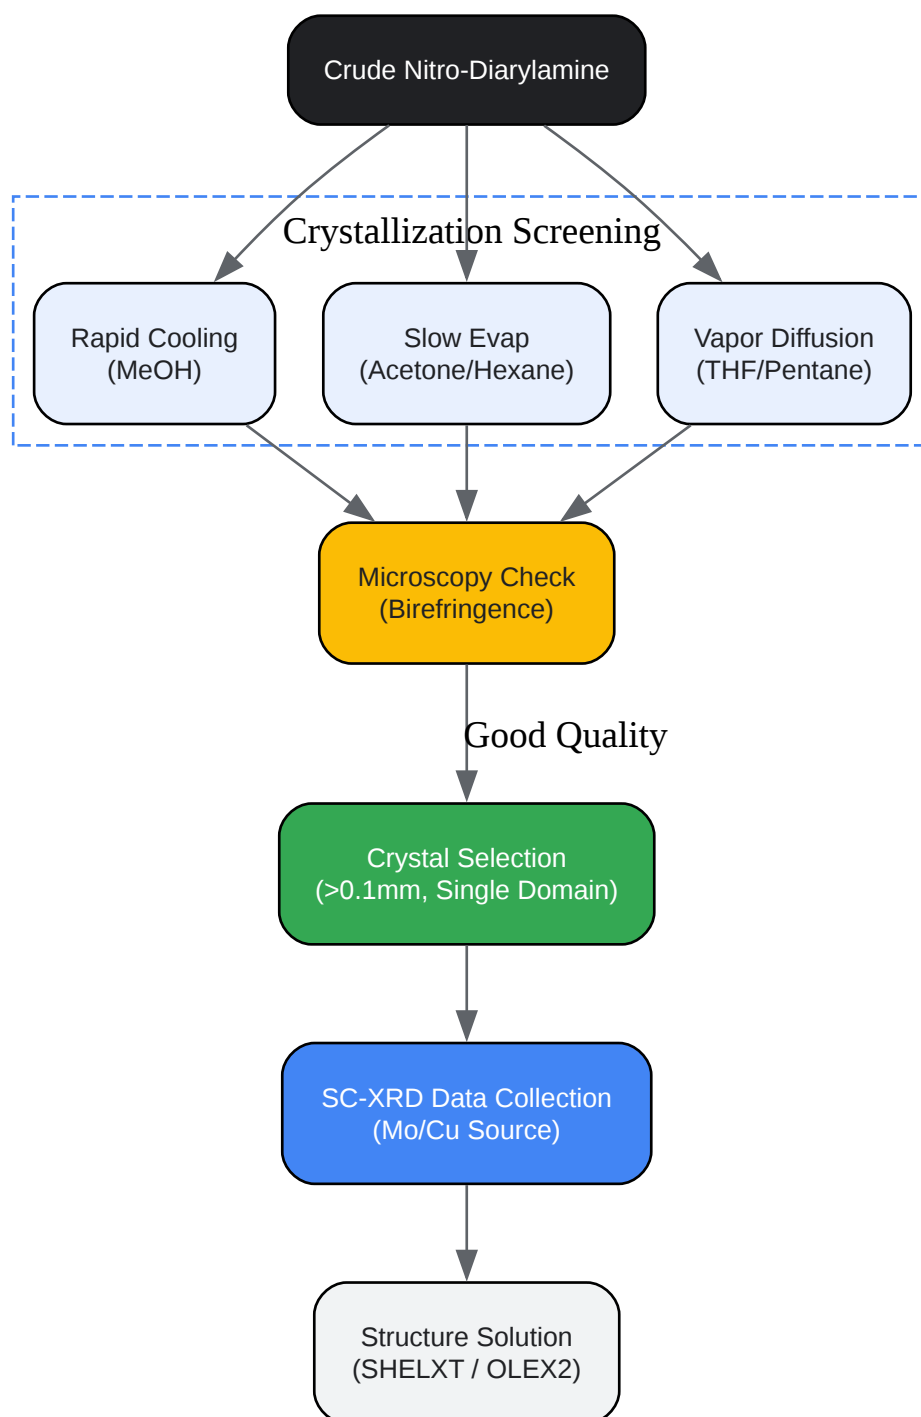 Crude Nitro-Diarylamine
Crystallization Screening
Rapid Cooling
(MeOH)
Slow Evap
(Acetone/Hexane)
Vapor Diffusion
(THF/Pentane)
Microscopy Check
(Birefringence)
Good Quality
Crystal Selection
(>0.1mm, Single Domain)
SC-XRD Data Collection
(Mo/Cu Source)
Structure Solution
(SHELXT / OLEX2)